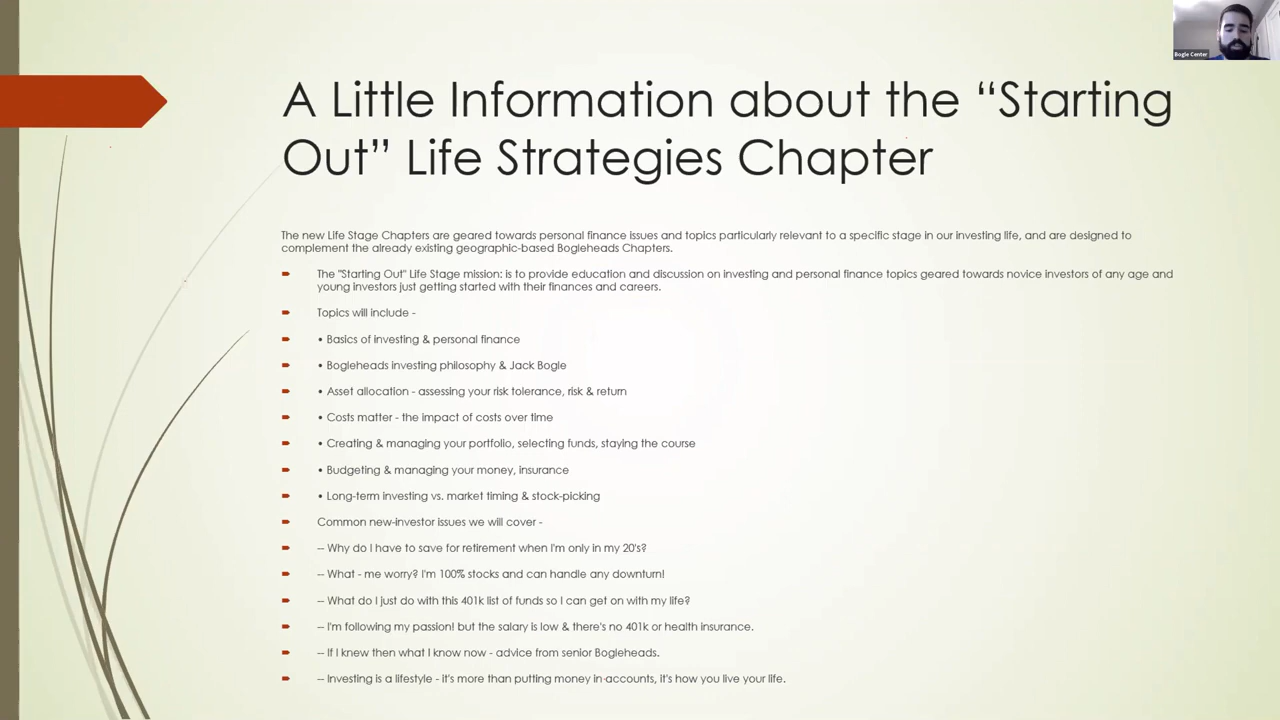 Bogle Center
A Little Information about the “Starting
Out” Life Strategies Chapter
The new Life Stage Chapters are geared towards personal finance issues and topics particularly relevant to a specific stage in our investing life, and are designed to
complement the already existing geographic-based Bogleheads Chapters.
The "Starting Out" Life Stage mission: is to provide education and discussion on investing and personal finance topics geared towards novice investors of any age and
young investors just getting started with their finances and careers.
Topics will include -
• Basics of investing & personal finance
• Bogleheads investing philosophy & Jack Bogle
• Asset allocation - assessing your risk tolerance, risk & return
• Costs matter - the impact of costs over time
• Creating & managing your portfolio, selecting funds, staying the course
• Budgeting & managing your money, insurance
• Long-term investing vs. market timing & stock-picking
Common new-investor issues we will cover -
-- Why do I have to save for retirement when I'm only in my 20's?
-- What - me worry? I'm 100% stocks and can handle any downturn!
-- What do I just do with this 401k list of funds so I can get on with my life?
-- I'm following my passion! but the salary is low & there's no 401k or health insurance.
-- If I knew then what I know now - advice from senior Bogleheads.
-- Investing is a lifestyle - it's more than putting money in accounts, it's how you live your life.